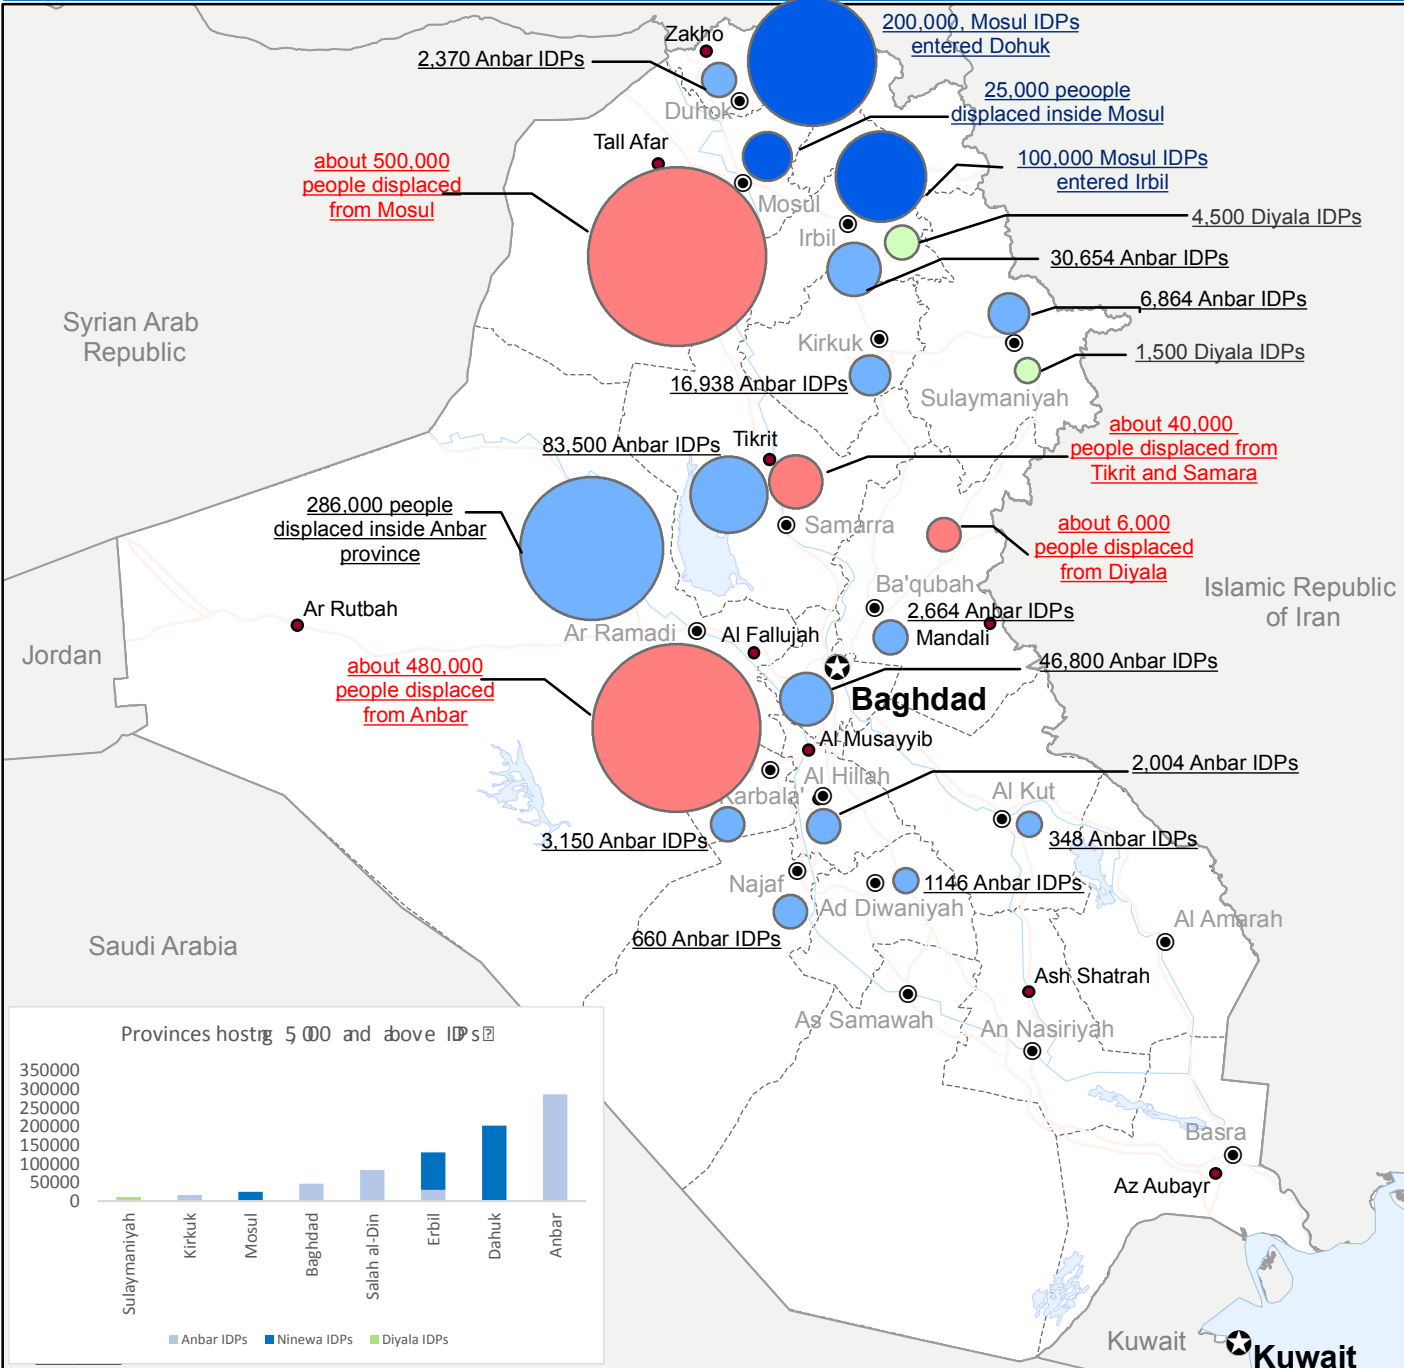 200,000, Mosul IDPs
entered Dohuk
Zakho
2,370 Anbar IDPs
25,000 peoople
displaced inside Mosul
Duhok
Tall Afar
about 500,000
people displaced
from Mosul
100,000 Mosul IDPs
entered Irbil
Mosul
4,500 Diyala IDPs
Irbil
30,654 Anbar IDPs
6,864 Anbar IDPs
Syrian Arab
Republic
Kirkuk
1,500 Diyala IDPs
16,938 Anbar IDPs
Sulaymaniyah
about 40,000
people displaced from
Tikrit and Samara
83,500 Anbar IDPs
Tikrit
286,000 people
displaced inside Anbar
province
Samarra
about 6,000
people displaced
from Diyala
Ba'qubah
Islamic Republic
of Iran
Ar Rutbah
2,664 Anbar IDPs
Ar Ramadi
Al Fallujah
Mandali
Jordan
about 480,000
people displaced
from Anbar
46,800 Anbar IDPs
Baghdad
Al Musayyib
2,004 Anbar IDPs
Al Hillah
Karbala'
Al Kut
3,150 Anbar IDPs
348 Anbar IDPs
Najaf
1146 Anbar IDPs
Ad Diwaniyah
Al Amarah
660 Anbar IDPs
Saudi Arabia
Ash Shatrah
As Samawah
An Nasiriyah
Basra
Az Aubayr
Kuwait
Kuwait
Provinces hostng 5,000 and above IDPs
350000
300000
250000
200000
150000
100000
50000
0
Sulaymaniyah
Kirkuk
Mosul
Baghdad
Salah al-Din
Erbil
Dahuk
Anbar
Anbar IDPs
Ninewa IDPs
Diyala IDPs